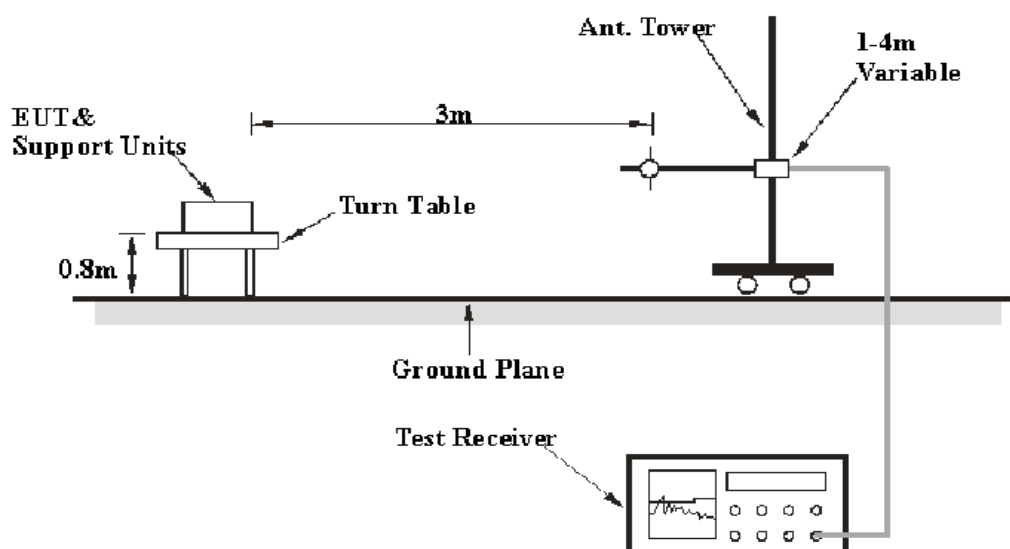 Ant. Tower
1-4m
Variable
3m
EUT &
Support Units
Turn Table
0.8m
Ground Plane
Test Receiver